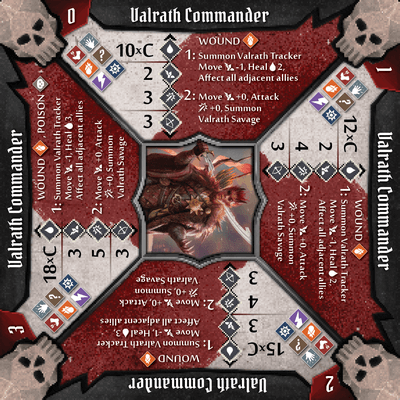 0
Valrath Commander
10×C
2
3
3
WOUND
1: Summon Valrath Tracker
Move -1, Heal 2,
Affect all adjacent allies
2: Move +0, Attack
+0, Summon
Valrath Savage
1
Valrath Commander
12×C
2
4
3
WOUND
1: Summon Valrath Tracker
Move -1, Heal 2,
Affect all adjacent allies
2: Move +0, Attack
+0, Summon
Valrath Savage
2
Valrath Commander
15×C
3
4
3
WOUND
1: Summon Valrath Tracker
Move -1, Heal 3,
Affect all adjacent allies
2: Move +0, Attack
+0, Summon
Valrath Savage
3
Valrath Commander
18×C
3
5
3
WOUND POISON
1: Summon Valrath Tracker
Move -1, Heal 3,
Affect all adjacent allies
2: Move +0, Attack
+0, Summon
Valrath Savage